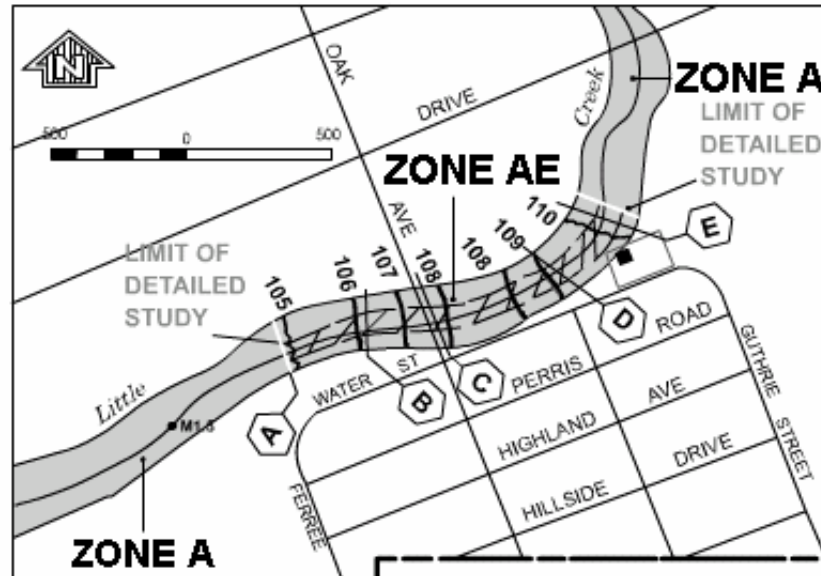 N
500 0 500
OAK
AVE
DRIVE
Creek
ZONE A
LIMIT OF
DETAILED
STUDY
ZONE AE
110
109
108
108
107
106
105
E
D
C
B
A
LIMIT OF
DETAILED
STUDY
Little
M1.5
ZONE A
WATER ST
PERRIS ROAD
HIGHLAND AVE
HILLSIDE DRIVE
FERREE
GUTHRIE STREET